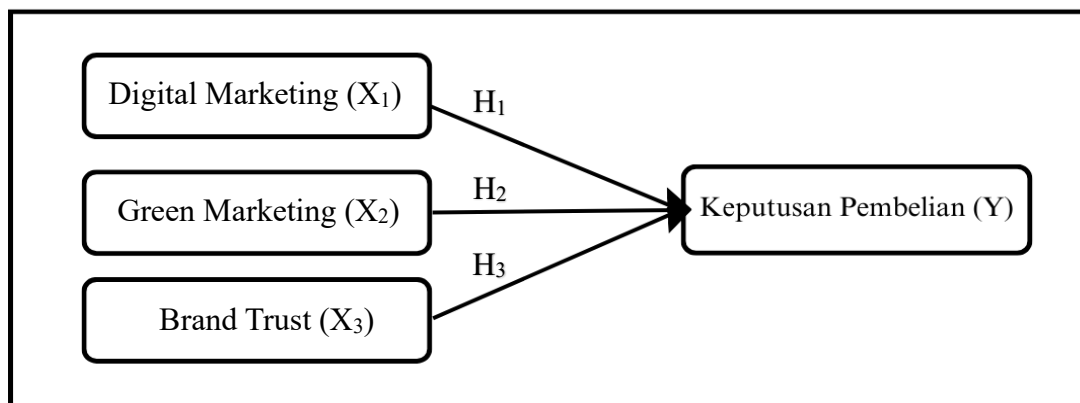 Digital Marketing (X₁)
H₁
Green Marketing (X₂)
H₂
Keputusan Pembelian (Y)
H₃
Brand Trust (X₃)